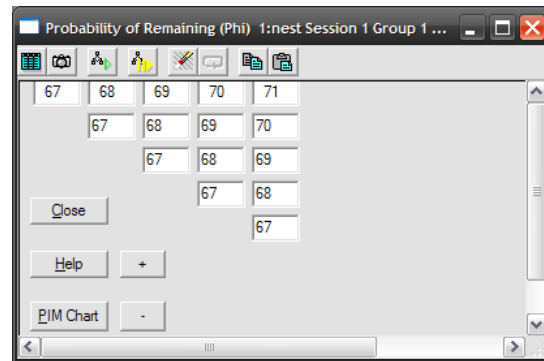 Probability of Remaining (Phi) 1:nest Session 1 Group 1 ...
67 68 69 70 71
67 68 69 70
67 68 69
67 68
Close
67
Help +
PIM Chart -